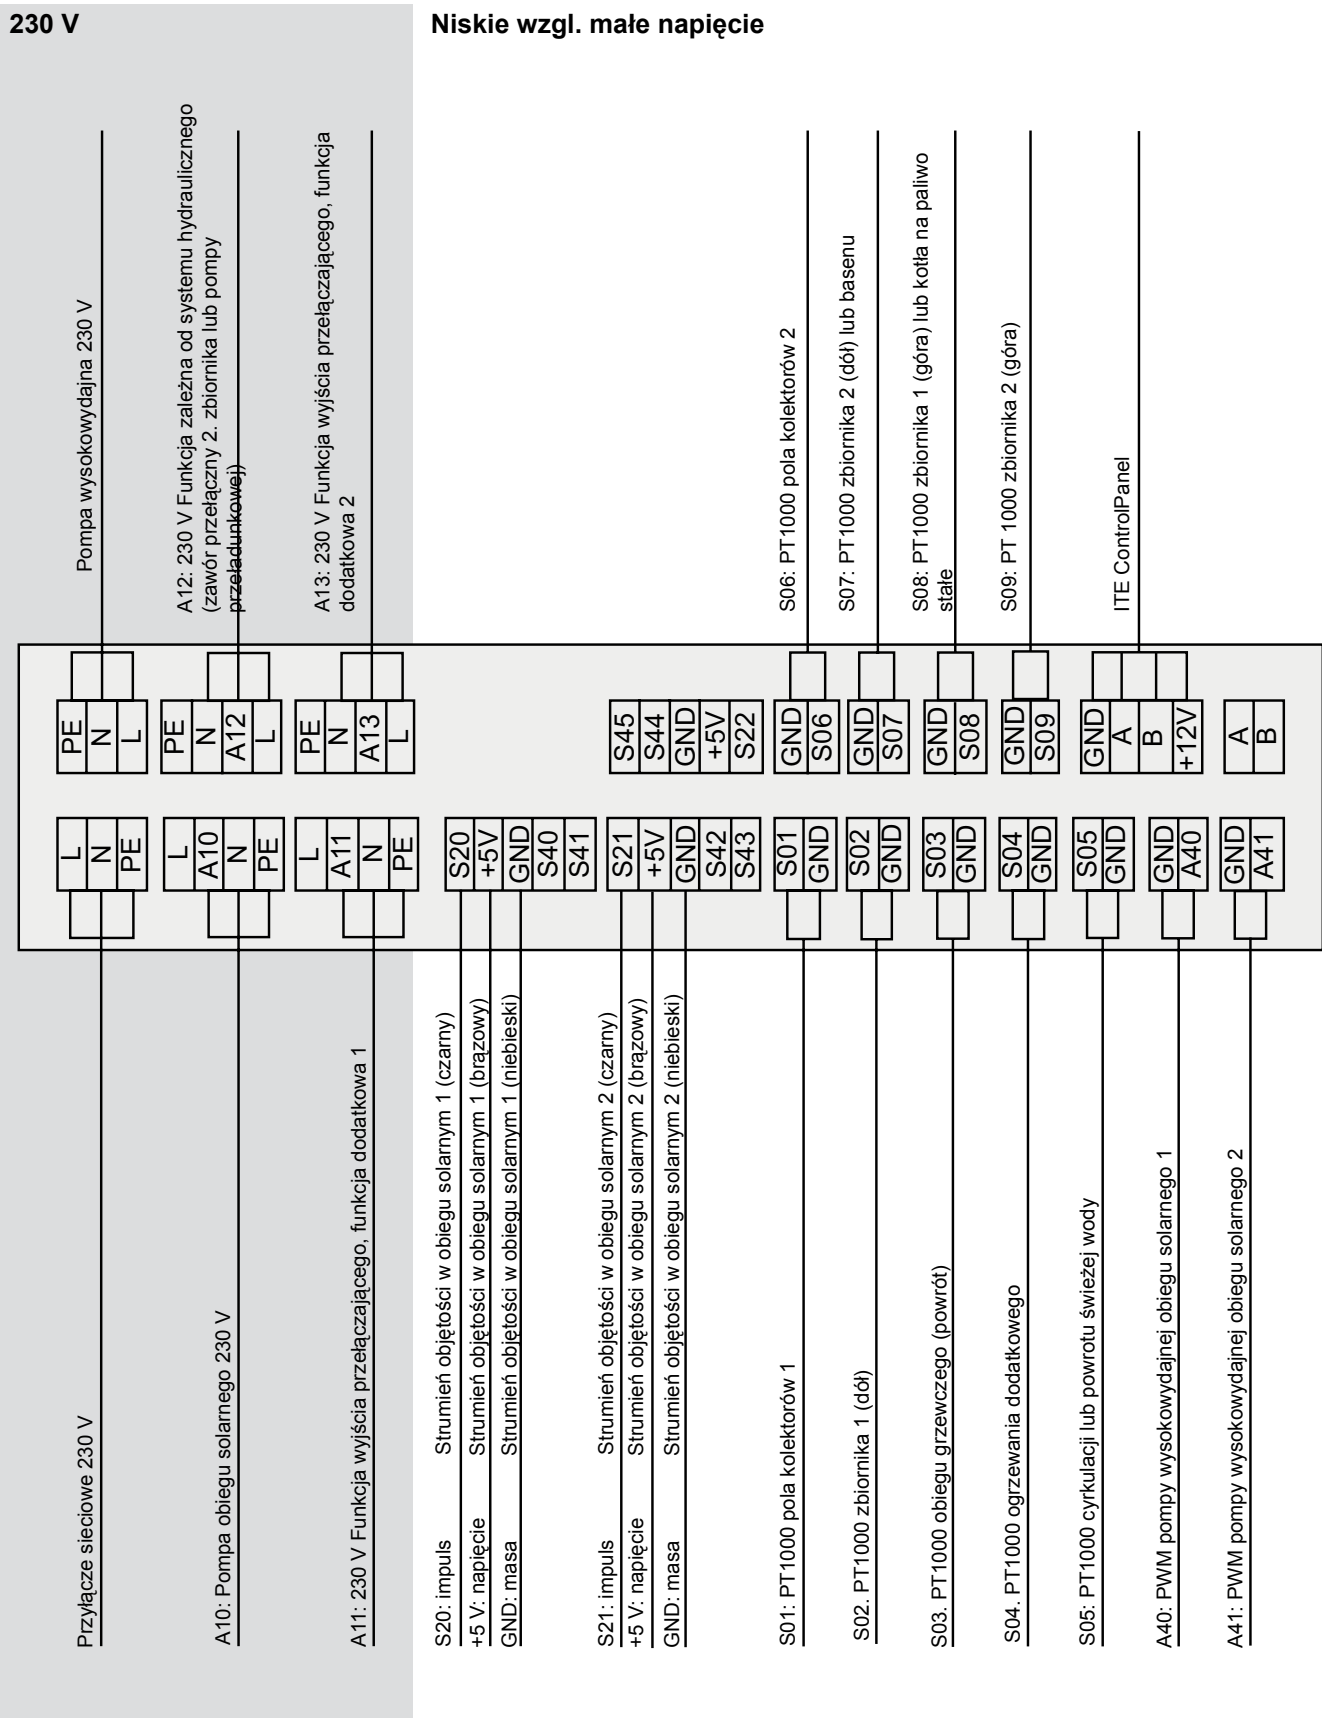 230 V
Niskie wzgl. małe napięcie
Pompa wysokowydajna 230 V
A12: 230 V Funkcja zależna od systemu hydraulicznego
(zawór przełączny 2. zbiornika lub pompy
przeładunkowej)
A13: 230 V Funkcja wyjścia przełączającego, funkcja
dodatkowa 2
S06: PT1000 pola kolektorów 2
S07: PT1000 zbiornika 2 (dół) lub basenu
S08: PT1000 zbiornika 1 (góra) lub kotła na paliwo
stałe
S09: PT 1000 zbiornika 2 (góra)
ITE ControlPanel
PE
N
L
PE
N
A12
L
PE
N
A13
L
S45
S44
GND
+5V
S22
GND
S06
GND
S07
GND
S08
GND
S09
GND
A
B
+12V
A
B
L
N
PE
L
A10
N
PE
L
A11
N
PE
S20
+5V
GND
S40
S41
S21
+5V
GND
S42
S43
S01
GND
S02
GND
S03
GND
S04
GND
S05
GND
GND
A40
GND
A41
Przyłącze sieciowe 230 V
A10: Pompa obiegu solarnego 230 V
A11: 230 V Funkcja wyjścia przełączającego, funkcja dodatkowa 1
S20: impuls Strumień objętości w obiegu solarnym 1 (czarny)
+5 V: napięcie Strumień objętości w obiegu solarnym 1 (brązowy)
GND: masa Strumień objętości w obiegu solarnym 1 (niebieski)
S21: impuls Strumień objętości w obiegu solarnym 2 (czarny)
+5 V: napięcie Strumień objętości w obiegu solarnym 2 (brązowy)
GND: masa Strumień objętości w obiegu solarnym 2 (niebieski)
S01: PT1000 pola kolektorów 1
S02. PT1000 zbiornika 1 (dół)
S03. PT1000 obiegu grzewczego (powrót)
S04. PT1000 ogrzewania dodatkowego
S05: PT1000 cyrkulacji lub powrotu świeżej wody
A40: PWM pompy wysokowydajnej obiegu solarnego 1
A41: PWM pompy wysokowydajnej obiegu solarnego 2